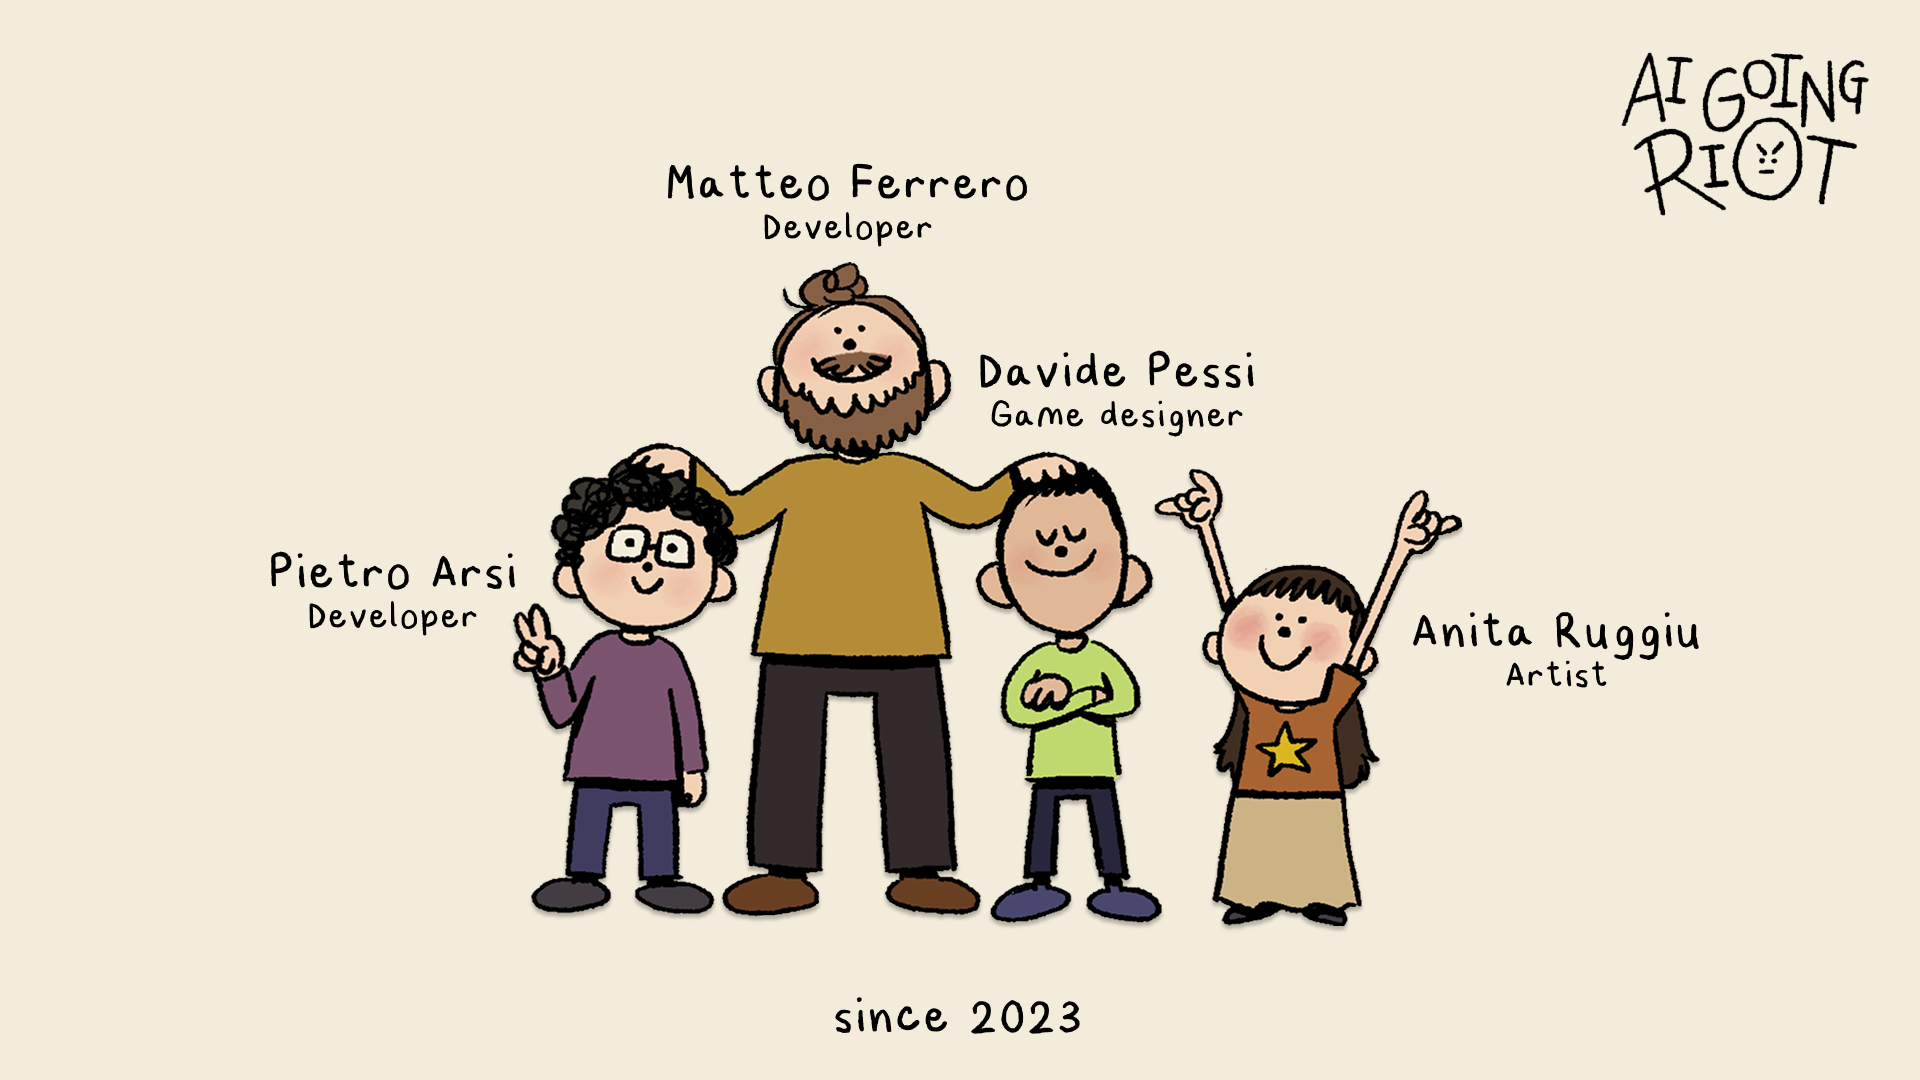 AI GOING
RIOT
Matteo Ferrero
Developer
Davide Pessi
Game designer
Pietro Arsi
Developer
Anita Ruggiu
Artist
since 2023